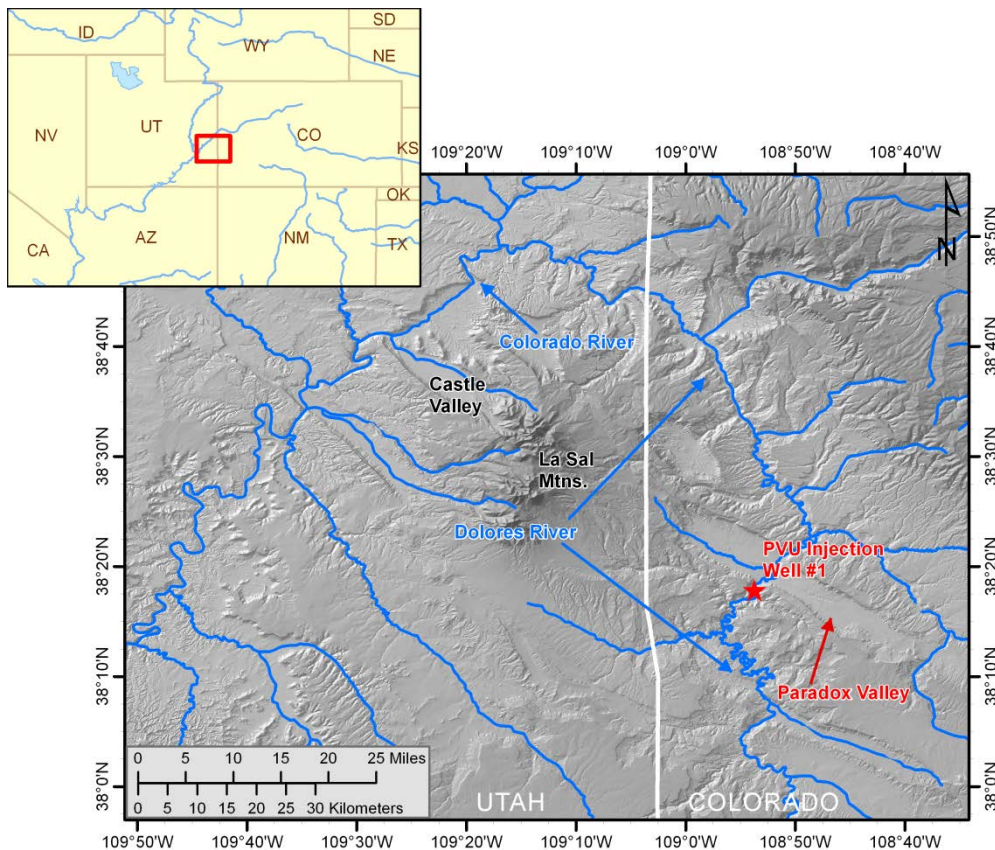 ID
SD
WY
NE
NV
UT
CO
KS
CA
AZ
NM
OK
TX
109°20'W
109°10'W
109°0'W
108°50'W
108°40'W
38°50'N
38°40'N
38°30'N
38°20'N
38°10'N
38°0'N
N
Colorado River
Castle
Valley
La Sal
Mtns.
Dolores River
PVU Injection
Well #1
Paradox Valley
38°40'N
38°30'N
38°20'N
38°10'N
38°0'N
0 5 10 15 20 25 Miles
0 5 10 15 20 25 30 Kilometers
UTAH
COLORADO
109°50'W
109°40'W
109°30'W
109°20'W
109°10'W
109°0'W
108°50'W
108°40'W